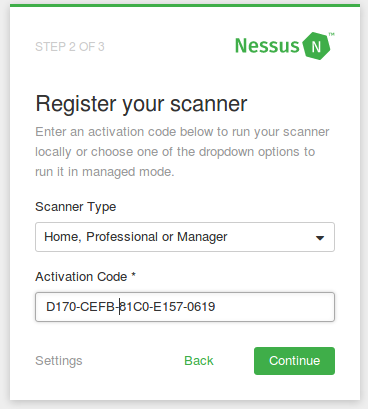 STEP 2 OF 3
Nessus N ™
Register your scanner
Enter an activation code below to run your scanner
locally or choose one of the dropdown options to
run it in managed mode.
Scanner Type
Home, Professional or Manager
Activation Code *
D170-CEFB-81C0-E157-0619
Settings
Back
Continue